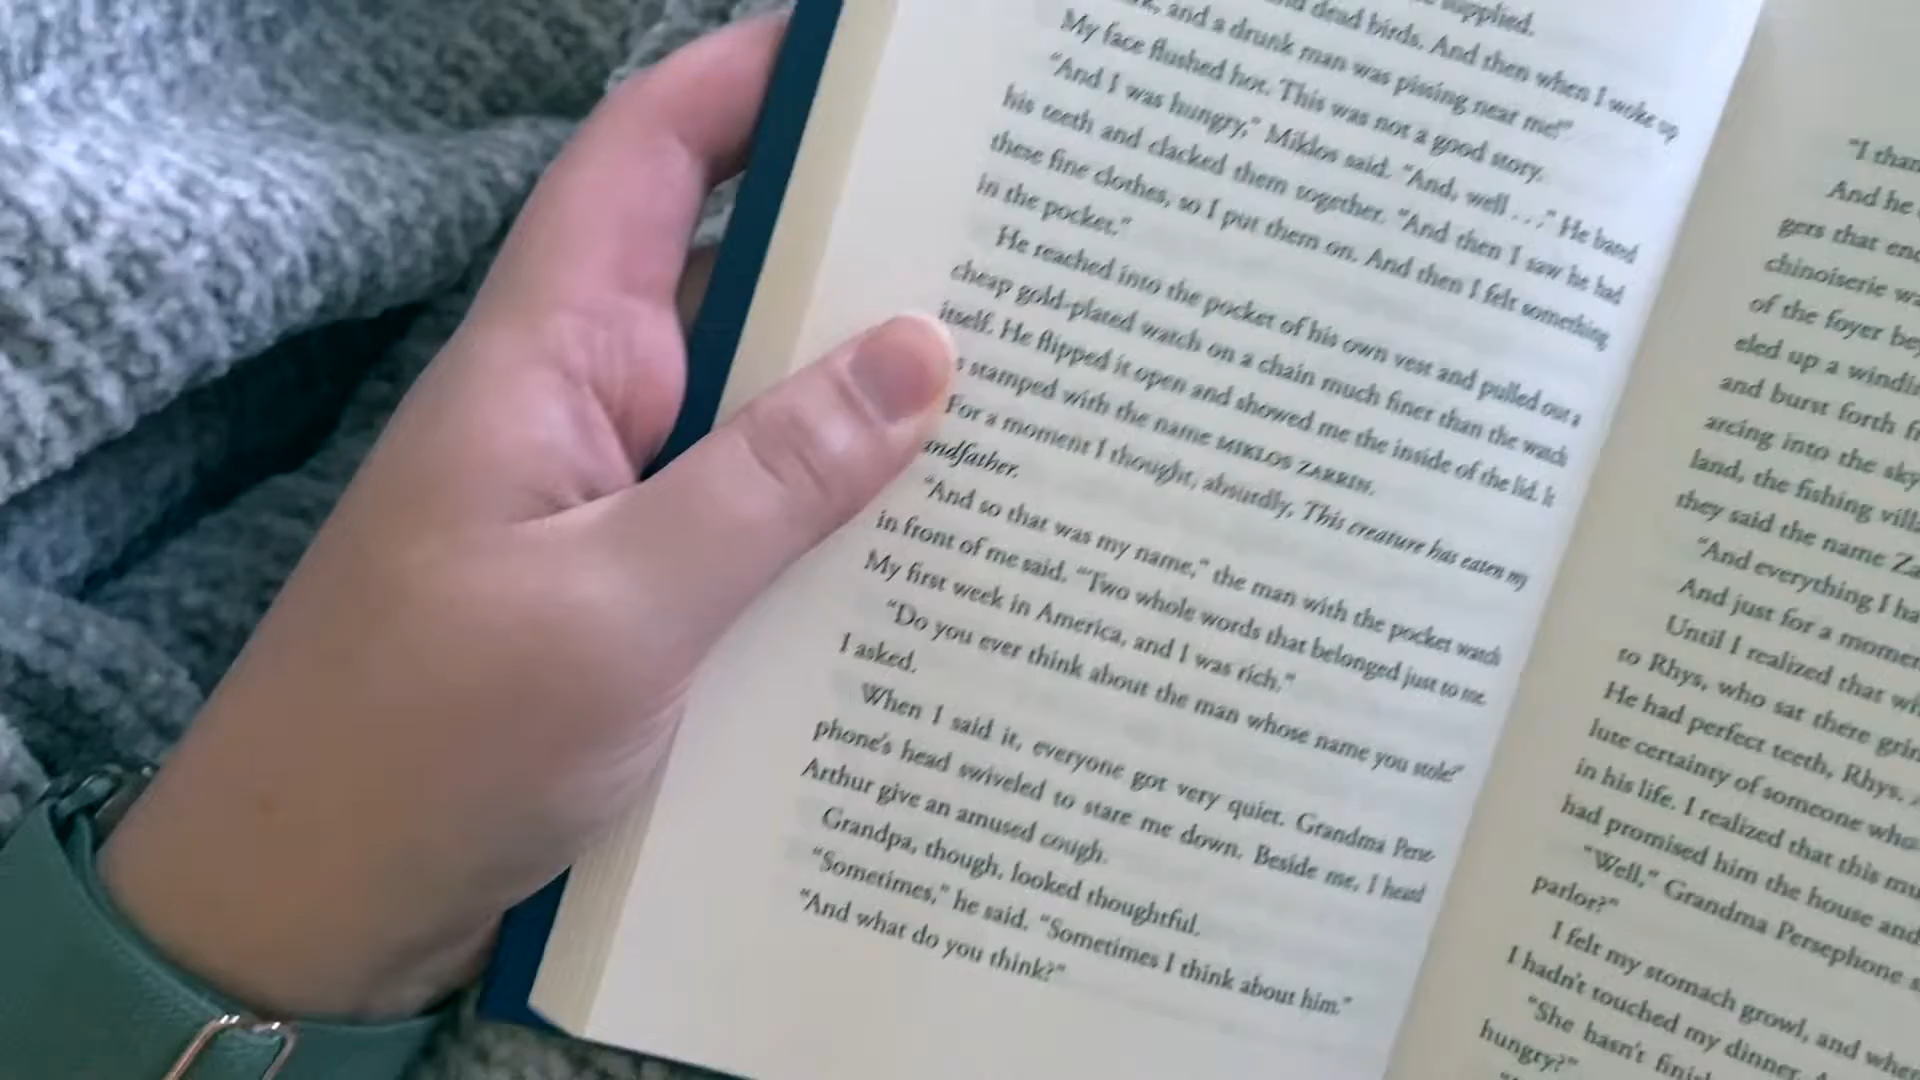 supplied.
and dead birds. And then when I woke up
and a drunk man was pissing near me!"
My face flushed hot. This was not a good story.
"And I was hungry," Miklos said. "And, well . . ." He bared
his teeth and clacked them together. "And then I saw he had
these fine clothes, so I put them on. And then I felt something
in the pocket."
He reached into the pocket of his own vest and pulled out a
cheap gold-plated watch on a chain much finer than the watch
itself. He flipped it open and showed me the inside of the lid. It
stamped with the name MIKLOS ZARRIN.
For a moment I thought, absurdly, This creature has eaten my
andfather.
"And so that was my name," the man with the pocket watch
in front of me said. "Two whole words that belonged just to me.
My first week in America, and I was rich."
"Do you ever think about the man whose name you stole?"
I asked.
When I said it, everyone got very quiet. Grandma Perse-
phone's head swiveled to stare me down. Beside me, I heard
Arthur give an amused cough.
Grandpa, though, looked thoughtful.
"Sometimes," he said. "Sometimes I think about him."
"And what do you think?"
"I than
And he
gers that en
chinoiserie wa
of the foyer be
eled up a windi
and burst forth f
arcing into the sky
land, the fishing villa
they said the name Za
"And everything I ha
And just for a momen
Until I realized that wh
to Rhys, who sat there grin
He had perfect teeth, Rhys.
lute certainty of someone who
in his life. I realized that this mu
had promised him the house and
"Well," Grandma Persephone s
parlor?"
I felt my stomach growl, and when
I hadn't touched my dinner.
"She hasn't finish
hungry?"